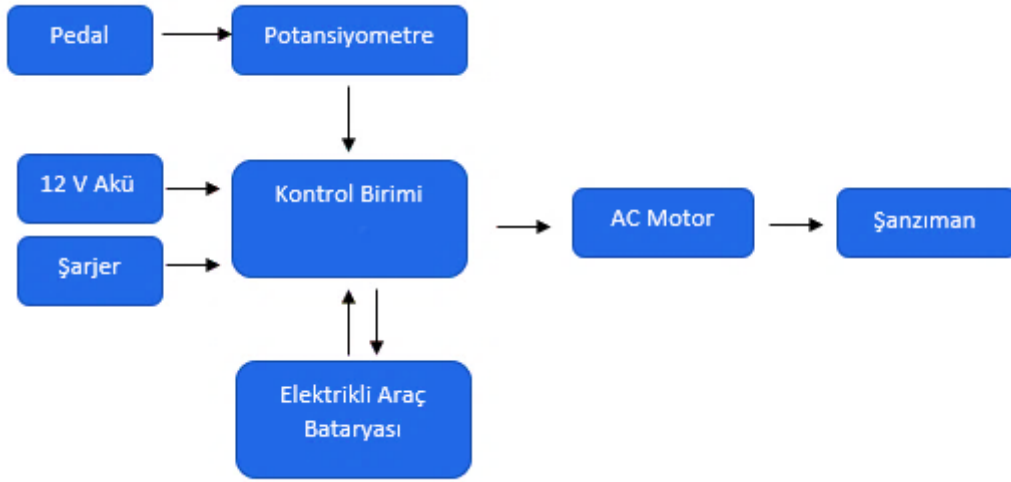 Pedal
Potansiyometre
12 V Akü
Kontrol Birimi
AC Motor
Şanzıman
Şarjer
Elektrikli Araç
Bataryası